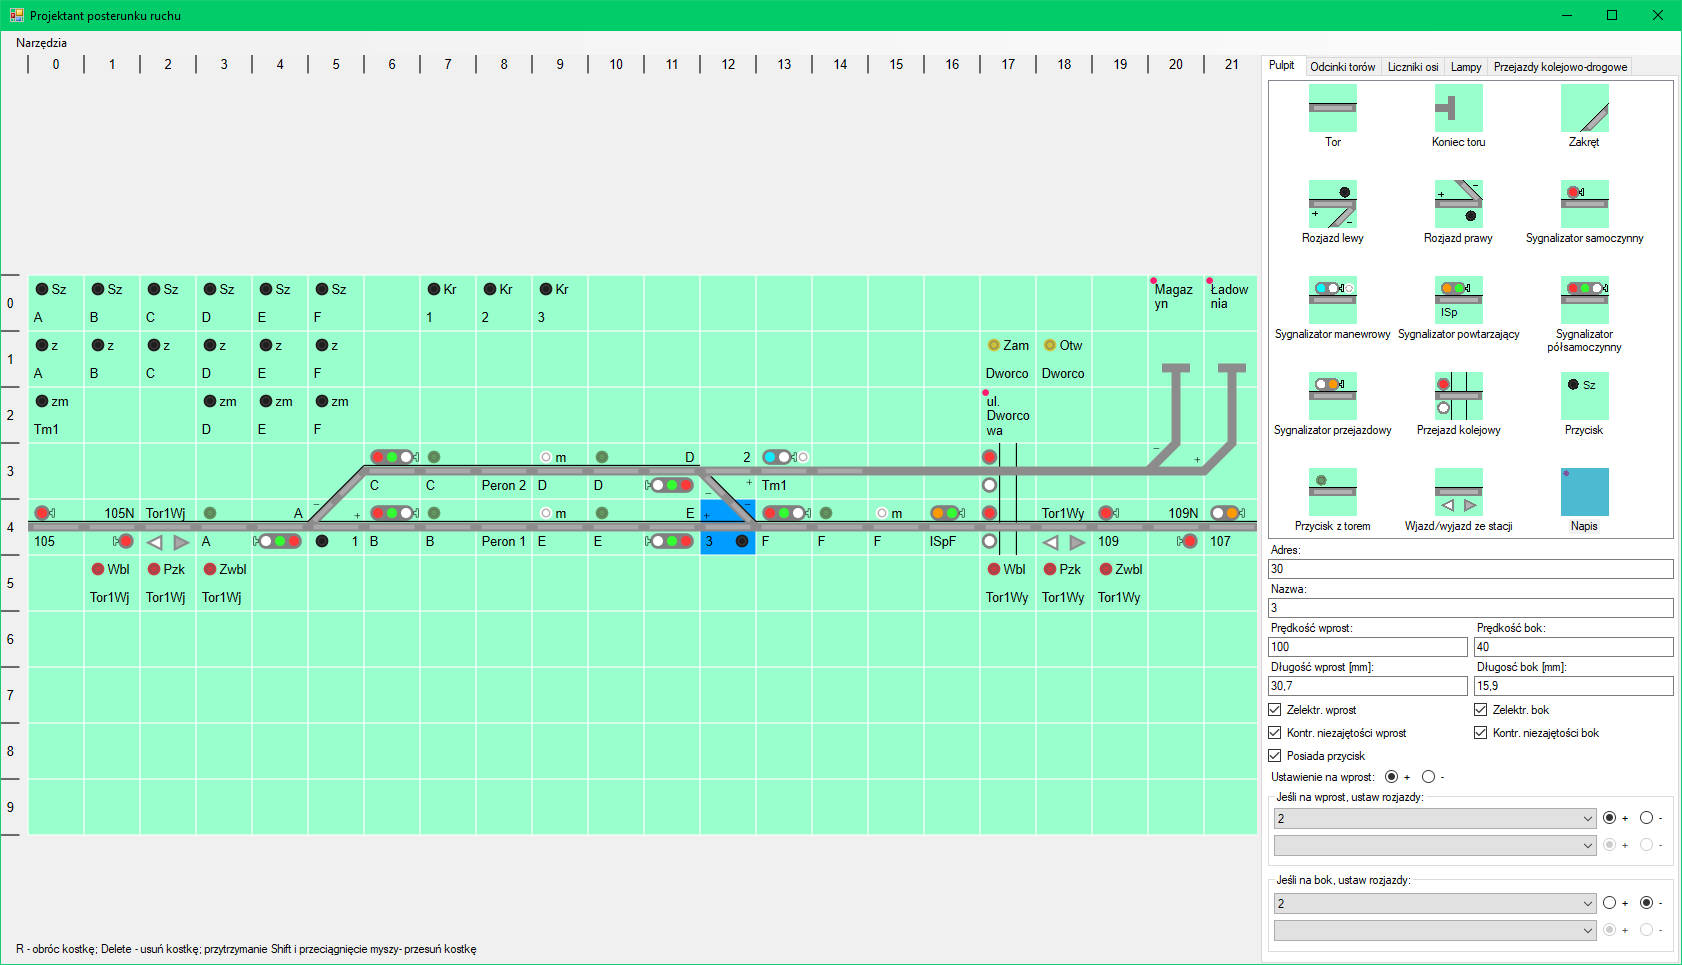 Projektant posterunku ruchu
Narzędzia
0 1 2 3 4 5 6 7 8 9 10 11 12 13 14 15 16 17 18 19 20 21
0 Sz Sz Sz Sz Sz Sz Kr Kr Kr Magaz Ładow
yn nia
A B C D E F 1 2 3
1 z z z z z z Zam Otw
A B C D E F Dworco Dworco
2 zm zm zm zm ul.
Dworco
Tm1 D E F wa
3 m D 2
C C Peron 2 D D Tm1
- +
- +
- + - +
4 105N Tor1Wj A m E m Tor1Wy 109N
105 A 1 B B Peron 1 E E 3 F F F ISpF 109 107
5 Wbl Pzk Zwbl Wbl Pzk Zwbl
Tor1Wj Tor1Wj Tor1Wj Tor1Wy Tor1Wy Tor1Wy
6
7
8
9
R - obróc kostkę; Delete - usuń kostkę; przytrzymanie Shift i przeciągnięcie myszy- przesuń kostkę
Pulpit Odcinki torów Liczniki osi Lampy Przejazdy kolejowo-drogowe
Tor Koniec toru Zakręt
+ - + -
Rozjazd lewy Rozjazd prawy Sygnalizator samoczynny
ISp
Sygnalizator manewrowy Sygnalizator powtarzający Sygnalizator
półsamoczynny
Sz
Sygnalizator przejazdowy Przejazd kolejowy Przycisk
Przycisk z torem Wjazd/wyjazd ze stacji Napis
Adres:
30
Nazwa:
3
Prędkość wprost: Prędkość bok:
100 40
Długość wprost [mm]: Długosć bok [mm]:
30,7 15,9
Zelektr. wprost Zelektr. bok
Kontr. niezajętości wprost Kontr. niezajętości bok
Posiada przycisk
Ustawienie na wprost: + -
Jeśli na wprost, ustaw rozjazdy:
2 + -
+ -
Jeśli na bok, ustaw rozjazdy:
2 + -
+ -